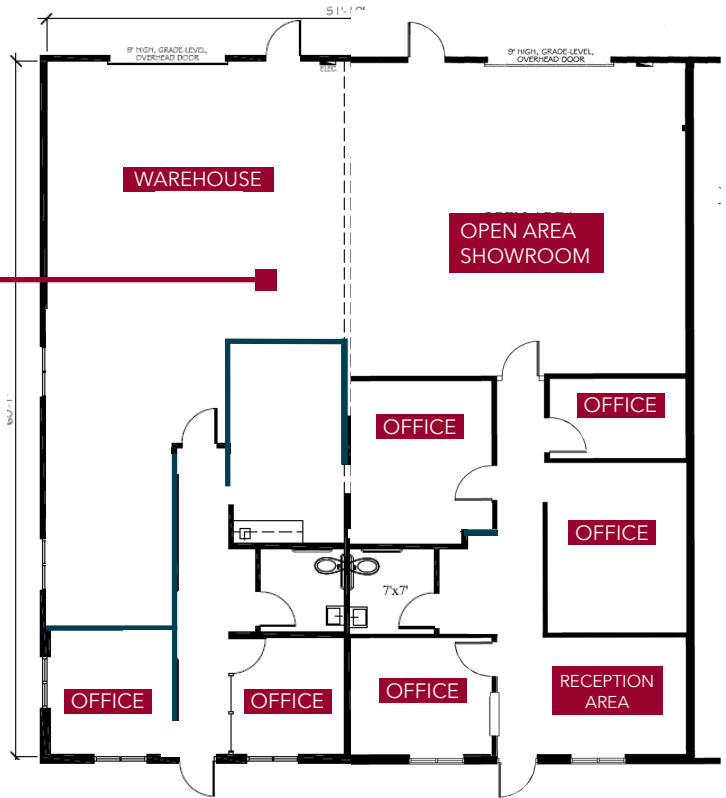 9' HIGH, GRADE-LEVEL,
OVERHEAD DOOR
9' HIGH, GRADE-LEVEL,
OVERHEAD DOOR
ELEC.
WAREHOUSE
OPEN AREA
SHOWROOM
OFFICE
OFFICE
OFFICE
7'x7'
OFFICE
OFFICE
OFFICE
RECEPTION
AREA